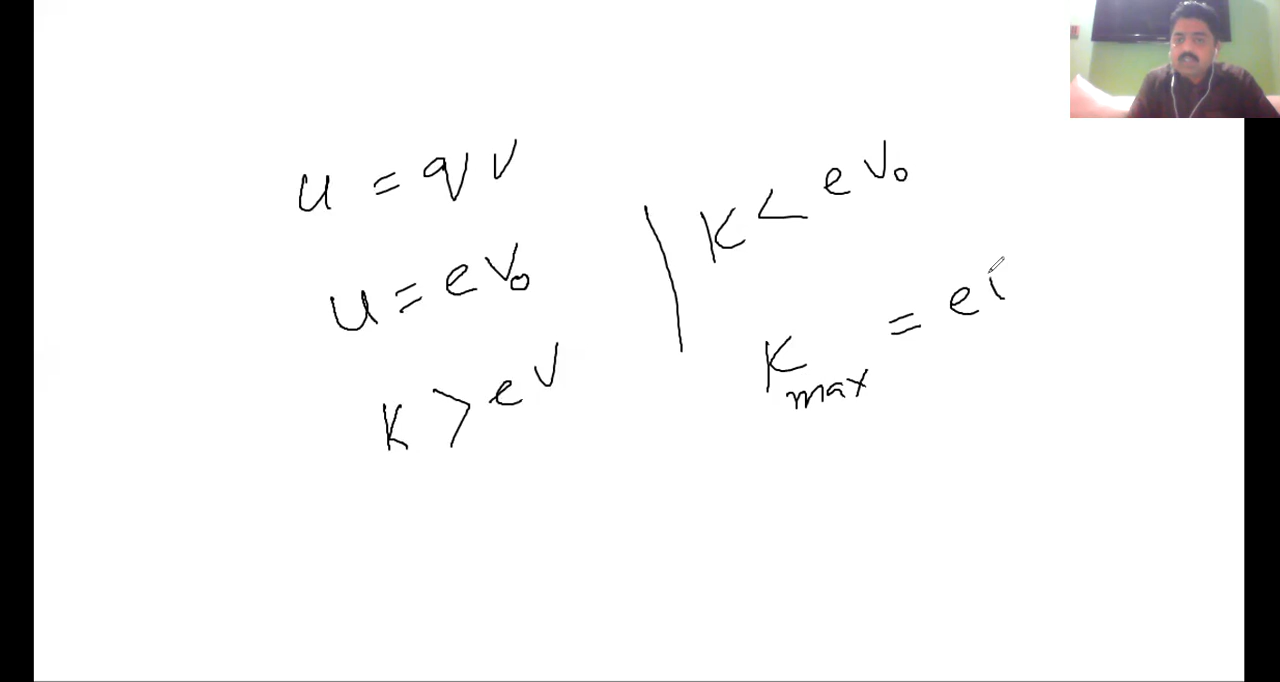 u = qv
u = ev₀
K > ev
K < ev₀
K_max = e